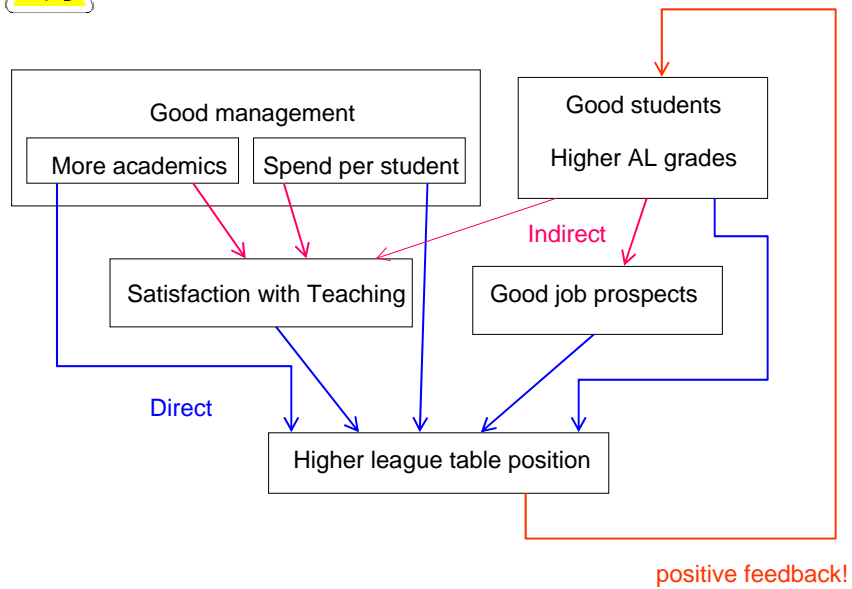 Good management
More academics
Spend per student
Good students
Higher AL grades
Indirect
Satisfaction with Teaching
Good job prospects
Direct
Higher league table position
positive feedback!